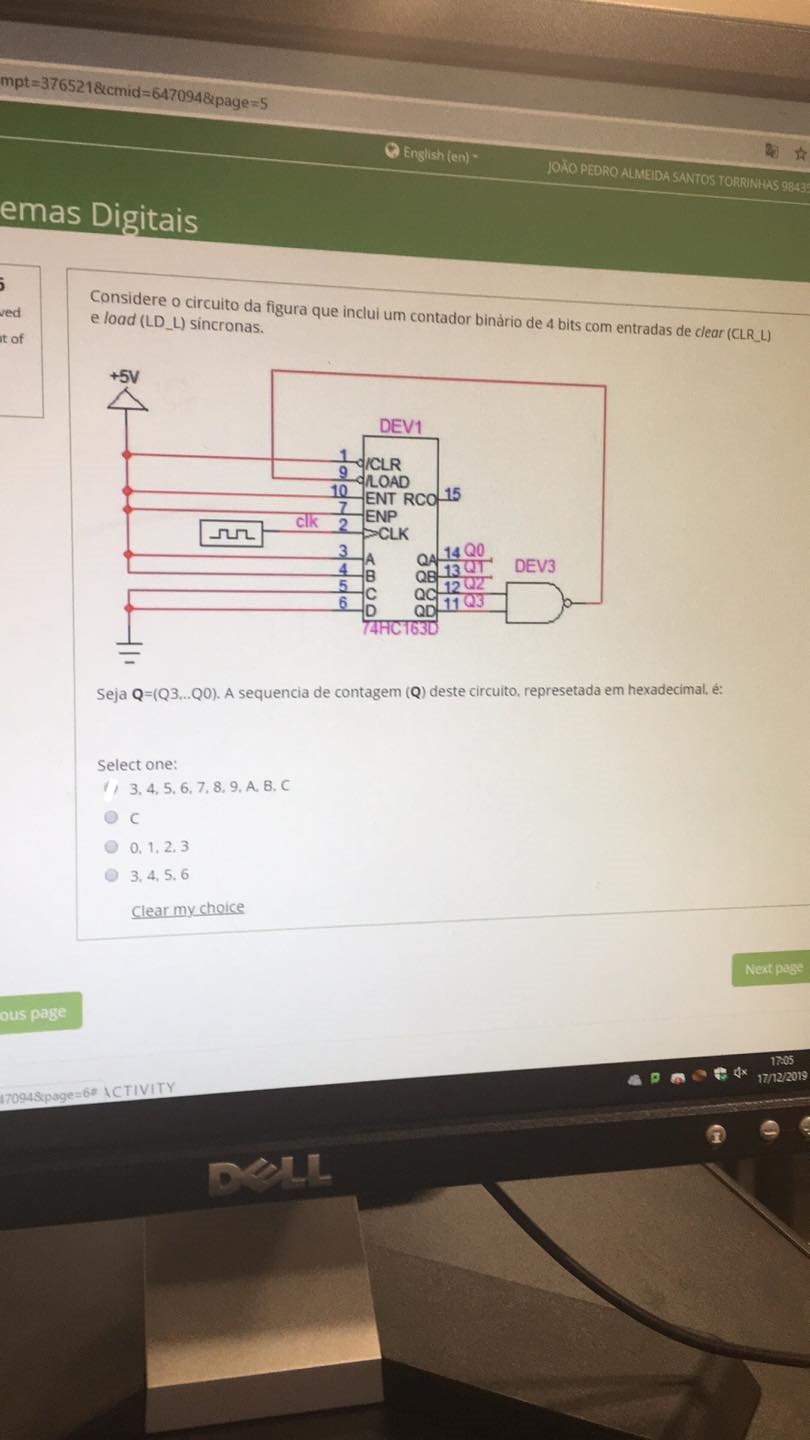 mpt=376521&cmid=647094&page=5
English (en)
JOÃO PEDRO ALMEIDA SANTOS TORRINHAS 9843
emas Digitais
ved
t of
Considere o circuito da figura que inclui um contador binário de 4 bits com entradas de clear (CLR_L)
e load (LD_L) síncronas.
+5V
DEV1
1 /CLR
9 /LOAD
10 ENT RCO 15
7 ENP
clk 2 >CLK
3 A QA 14 Q0
4 B QB 13 Q1
5 C QC 12 Q2
6 D QD 11 Q3
DEV3
74HC163D
Seja Q=(Q3,..Q0). A sequencia de contagem (Q) deste circuito, represetada em hexadecimal, é:
Select one:
3, 4, 5, 6, 7, 8, 9, A, B, C
C
0, 1, 2, 3
3, 4, 5, 6
Clear my choice
Next page
ous page
47094&page=6# ACTIVITY
17:05
17/12/2019
DELL